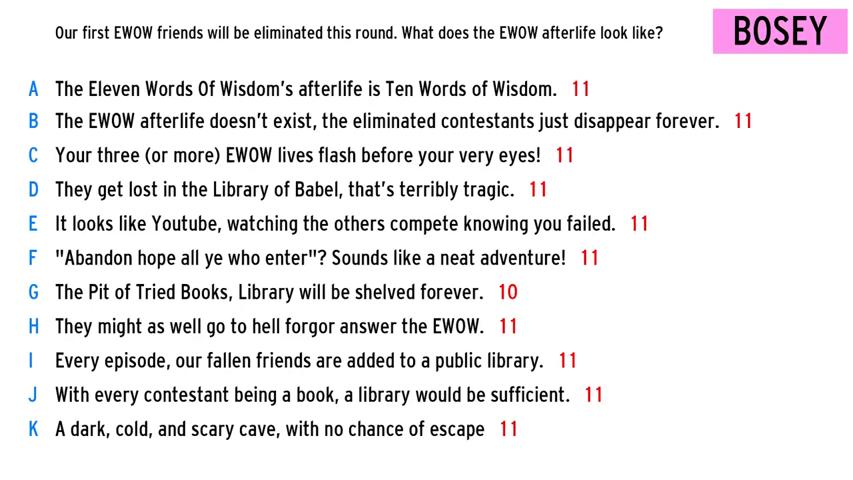 Our first EWOW friends will be eliminated this round. What does the EWOW afterlife look like?
BOSEY
A The Eleven Words Of Wisdom's afterlife is Ten Words of Wisdom. 11
B The EWOW afterlife doesn't exist, the eliminated contestants just disappear forever. 11
C Your three (or more) EWOW lives flash before your very eyes! 11
D They get lost in the Library of Babel, that's terribly tragic. 11
E It looks like Youtube, watching the others compete knowing you failed. 11
F "Abandon hope all ye who enter"? Sounds like a neat adventure! 11
G The Pit of Tried Books, Library will be shelved forever. 10
H They might as well go to hell forgor answer the EWOW. 11
I Every episode, our fallen friends are added to a public library. 11
J With every contestant being a book, a library would be sufficient. 11
K A dark, cold, and scary cave, with no chance of escape 11